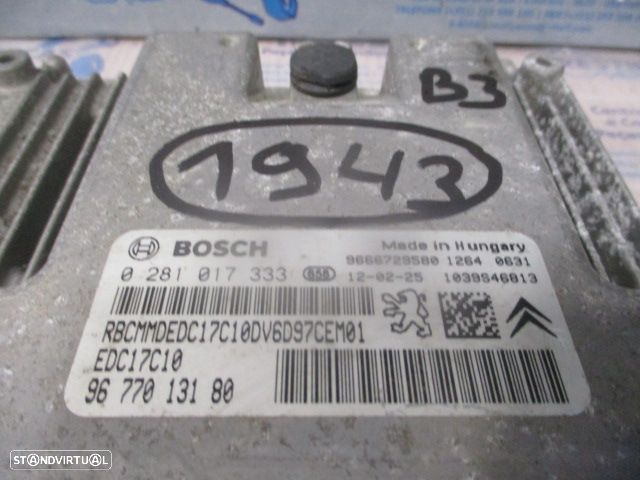 B3
1943
BOSCH
Made in Hungary
0 281 017 333 658
9666729580 1264 0631
12-02-25 1039S46813
RBCMMDEDC17C10DV6D97CEM01
EDC17C10
96 770 131 80
STANDVIRTUAL